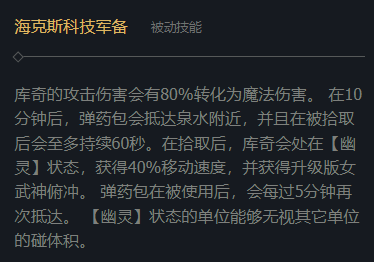 海克斯科技军备 被动技能
库奇的攻击伤害会有80%转化为魔法伤害。 在10
分钟后，弹药包会抵达泉水附近，并且在被拾取
后会至多持续60秒。在拾取后，库奇会处在【幽
灵】状态，获得40%移动速度，并获得升级版女
武神俯冲。 弹药包在被使用后，会每过5分钟再
次抵达。 【幽灵】状态的单位能够无视其它单位
的碰体积。